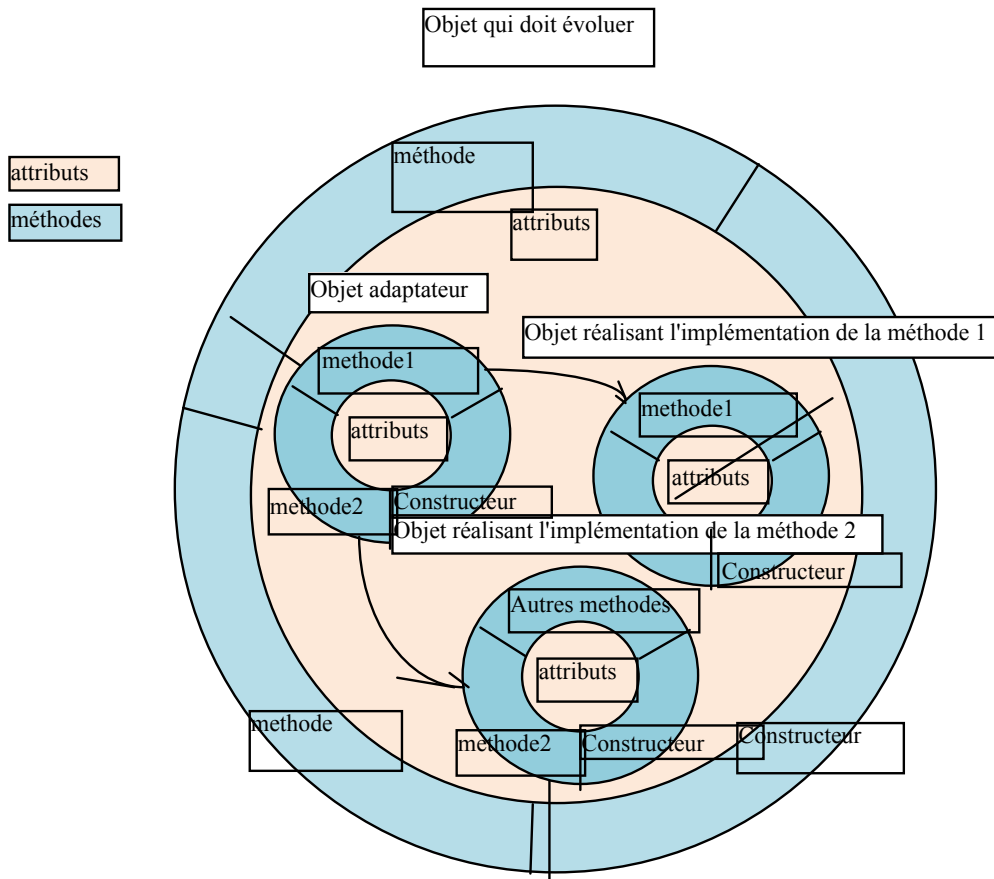 Objet qui doit évoluer
attributs
méthodes
méthode
attributs
Objet adaptateur
Objet réalisant l'implémentation de la méthode 1
methode1
attributs
methode2
Constructeur
methode1
attributs
Constructeur
Objet réalisant l'implémentation de la méthode 2
Autres methodes
attributs
methode2
Constructeur
methode
Constructeur